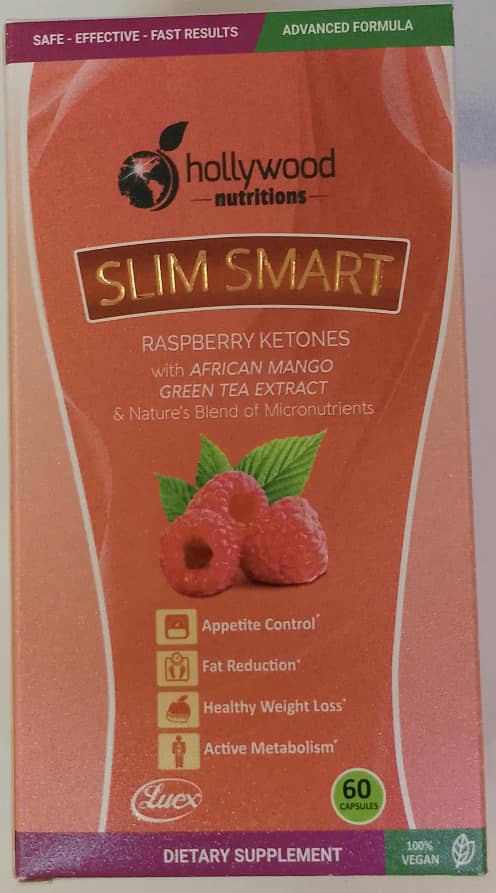 SAFE - EFFECTIVE - FAST RESULTS
ADVANCED FORMULA
hollywood
nutritions
SLIM SMART
RASPBERRY KETONES
with AFRICAN MANGO
GREEN TEA EXTRACT
& Nature's Blend of Micronutrients
Appetite Control*
Fat Reduction*
Healthy Weight Loss*
Active Metabolism*
Luex
60
CAPSULES
DIETARY SUPPLEMENT
100%
VEGAN